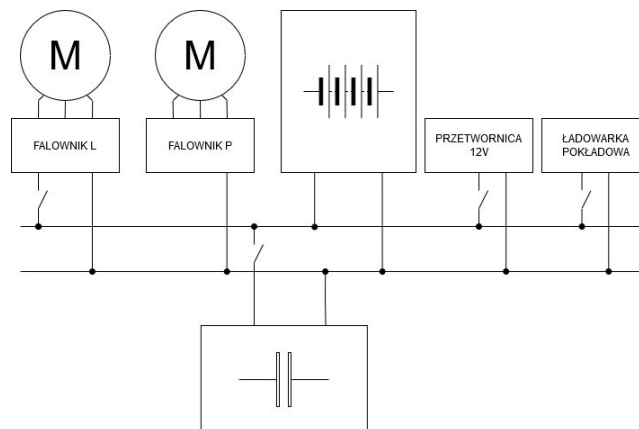 M
M
FALOWNIK L
FALOWNIK P
PRZETWORNICA
12V
ŁADOWARKA
POKŁADOWA